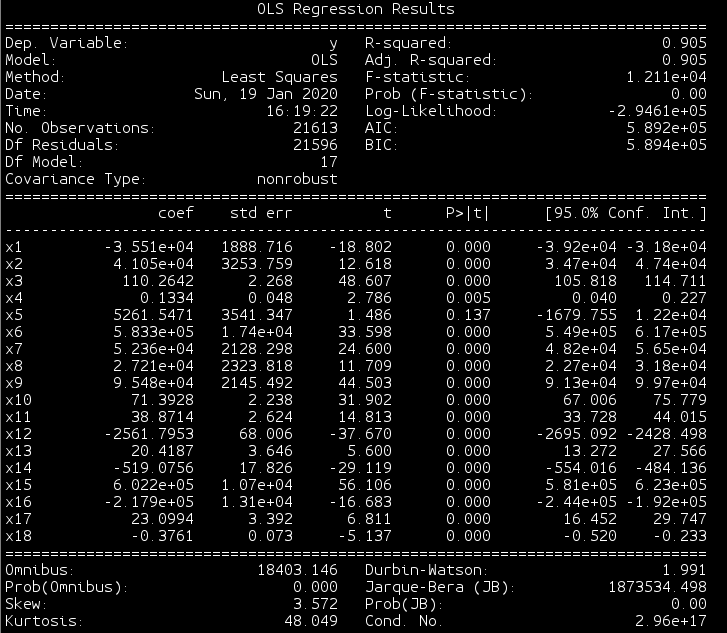 OLS Regression Results
==============================================================================
Dep. Variable:                      y   R-squared:                       0.905
Model:                            OLS   Adj. R-squared:                  0.905
Method:                 Least Squares   F-statistic:                 1.211e+04
Date:                Sun, 19 Jan 2020   Prob (F-statistic):               0.00
Time:                        16:19:22   Log-Likelihood:            -2.9461e+05
No. Observations:               21613   AIC:                         5.892e+05
Df Residuals:                   21596   BIC:                         5.894e+05
Df Model:                          17
Covariance Type:            nonrobust
==============================================================================
                 coef    std err          t      P>|t|      [95.0% Conf. Int.]
------------------------------------------------------------------------------
x1         -3.551e+04   1888.716    -18.802      0.000     -3.92e+04 -3.18e+04
x2          4.105e+04   3253.759     12.618      0.000      3.47e+04  4.74e+04
x3           110.2642      2.268     48.607      0.000       105.818   114.711
x4             0.1334      0.048      2.786      0.005         0.040     0.227
x5          5261.5471   3541.347      1.486      0.137     -1679.755  1.22e+04
x6          5.833e+05   1.74e+04     33.598      0.000      5.49e+05  6.17e+05
x7          5.236e+04   2128.298     24.600      0.000      4.82e+04  5.65e+04
x8          2.721e+04   2323.818     11.709      0.000      2.27e+04  3.18e+04
x9          9.548e+04   2145.492     44.503      0.000      9.13e+04  9.97e+04
x10           71.3928      2.238     31.902      0.000        67.006    75.779
x11           38.8714      2.624     14.813      0.000        33.728    44.015
x12        -2561.7953     68.006    -37.670      0.000     -2695.092 -2428.498
x13           20.4187      3.646      5.600      0.000        13.272    27.566
x14         -519.0756     17.826    -29.119      0.000      -554.016  -484.136
x15         6.022e+05   1.07e+04     56.106      0.000      5.81e+05  6.23e+05
x16        -2.179e+05   1.31e+04    -16.683      0.000     -2.44e+05 -1.92e+05
x17           23.0994      3.392      6.811      0.000        16.452    29.747
x18           -0.3761      0.073     -5.137      0.000        -0.520    -0.233
==============================================================================
Omnibus:                    18403.146   Durbin-Watson:                   1.991
Prob(Omnibus):                  0.000   Jarque-Bera (JB):          1873534.498
Skew:                           3.572   Prob(JB):                         0.00
Kurtosis:                      48.049   Cond. No.                     2.96e+17
==============================================================================